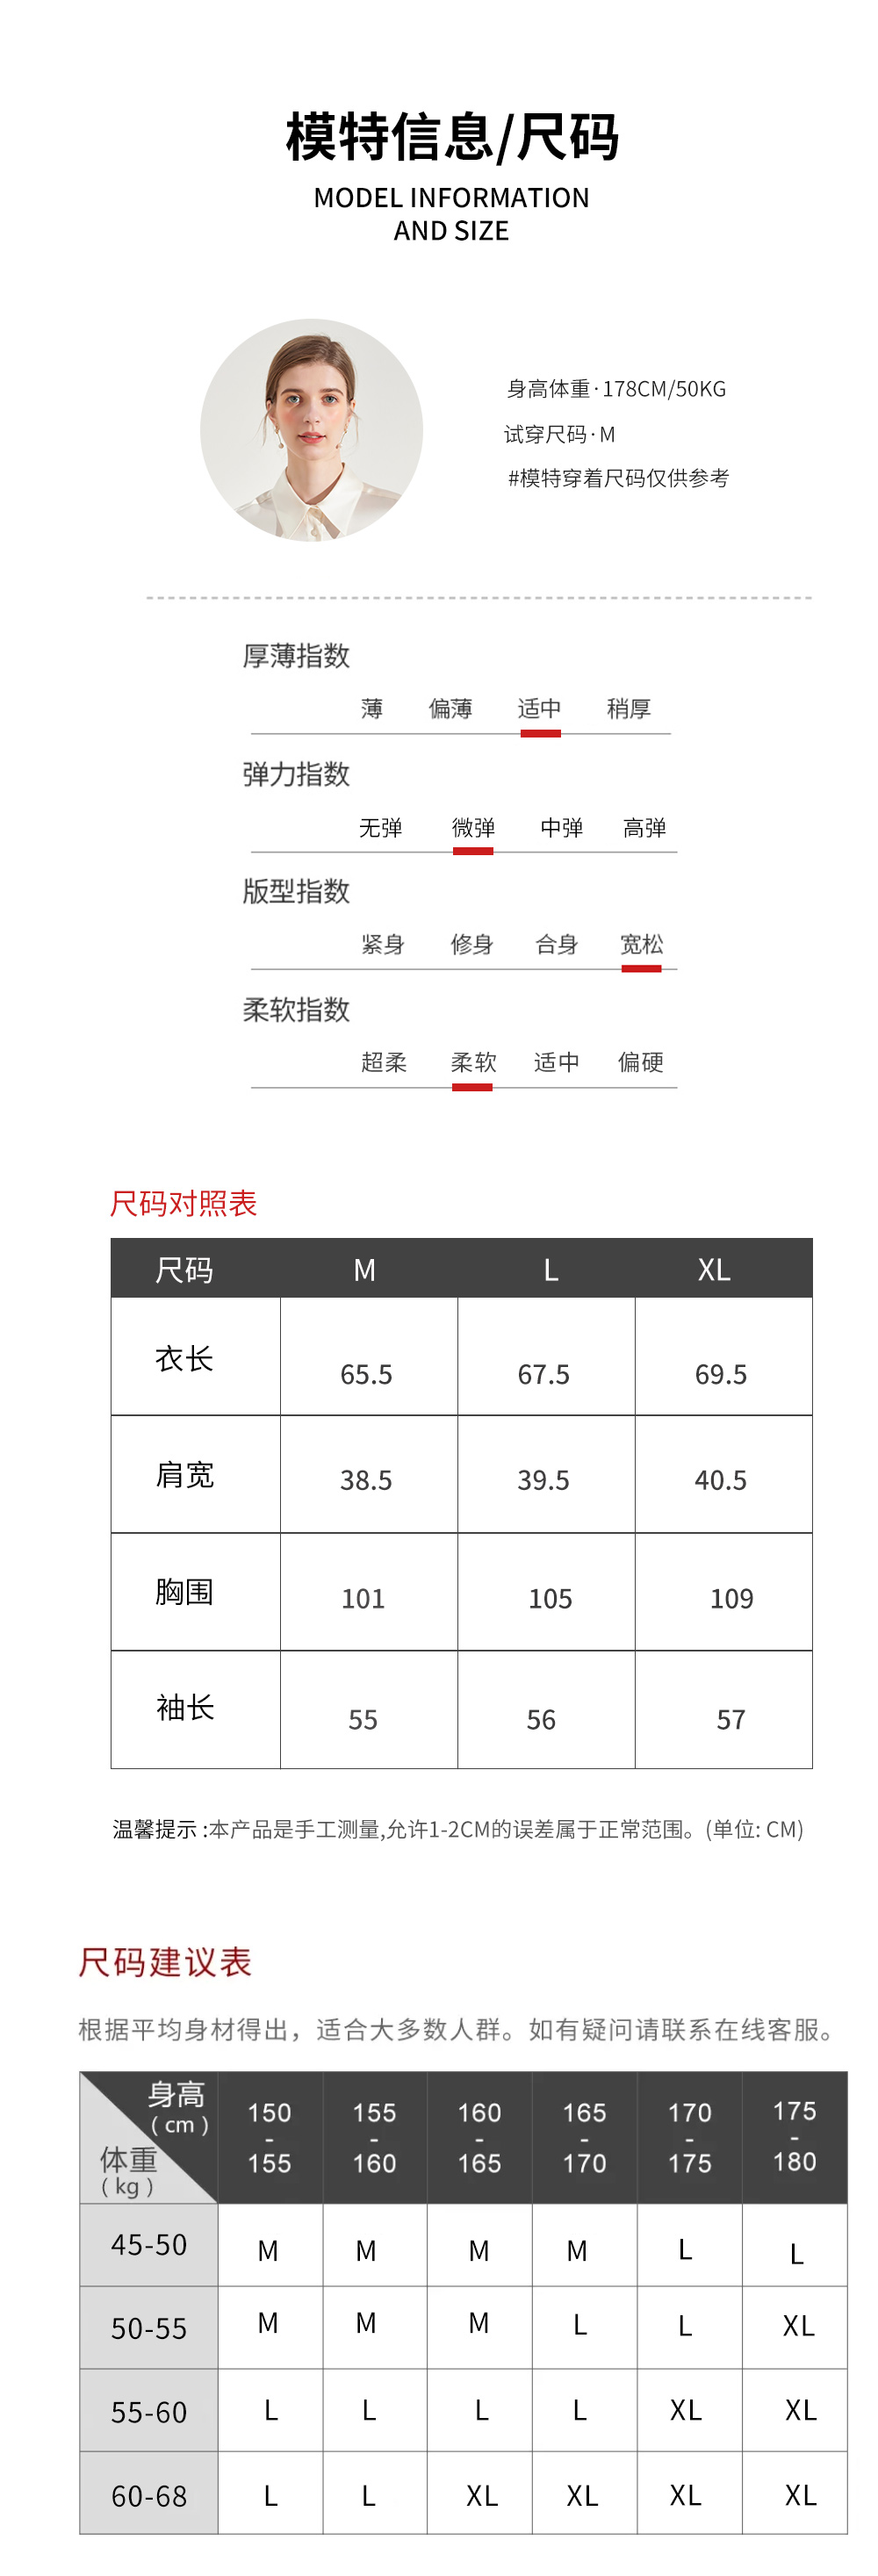 模特信息/尺码
MODEL INFORMATION
AND SIZE
身高体重·178CM/50KG
试穿尺码·M
#模特穿着尺码仅供参考
厚薄指数
薄 偏薄 适中 稍厚
弹力指数
无弹 微弹 中弹 高弹
版型指数
紧身 修身 合身 宽松
柔软指数
超柔 柔软 适中 偏硬
尺码对照表
尺码 M L XL
衣长 65.5 67.5 69.5
肩宽 38.5 39.5 40.5
胸围 101 105 109
袖长 55 56 57
温馨提示 :本产品是手工测量,允许1-2CM的误差属于正常范围。(单位: CM)
尺码建议表
根据平均身材得出，适合大多数人群。如有疑问请联系在线客服。
身高
( cm )
体重
( kg )
150 - 155 155 - 160 160 - 165 165 - 170 170 - 175 175 - 180
45-50 M M M M L L
50-55 M M M L L XL
55-60 L L L L XL XL
60-68 L L XL XL XL XL